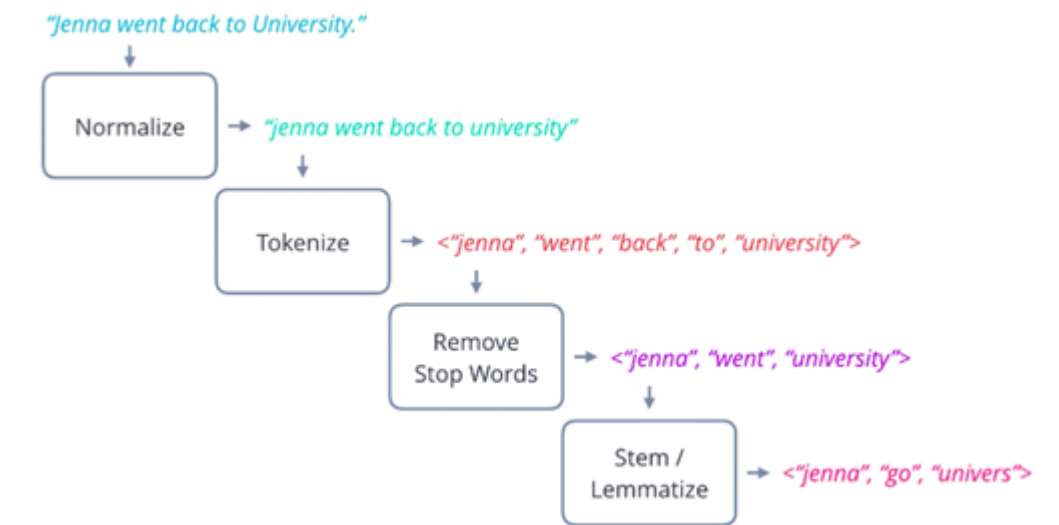 “Jenna went back to University.”
Normalize
“jenna went back to university”
Tokenize
<“jenna”, “went”, “back”, “to”, “university”>
Remove
Stop Words
<“jenna”, “went”, “university”>
Stem /
Lemmatize
<“jenna”, “go”, “univers”>